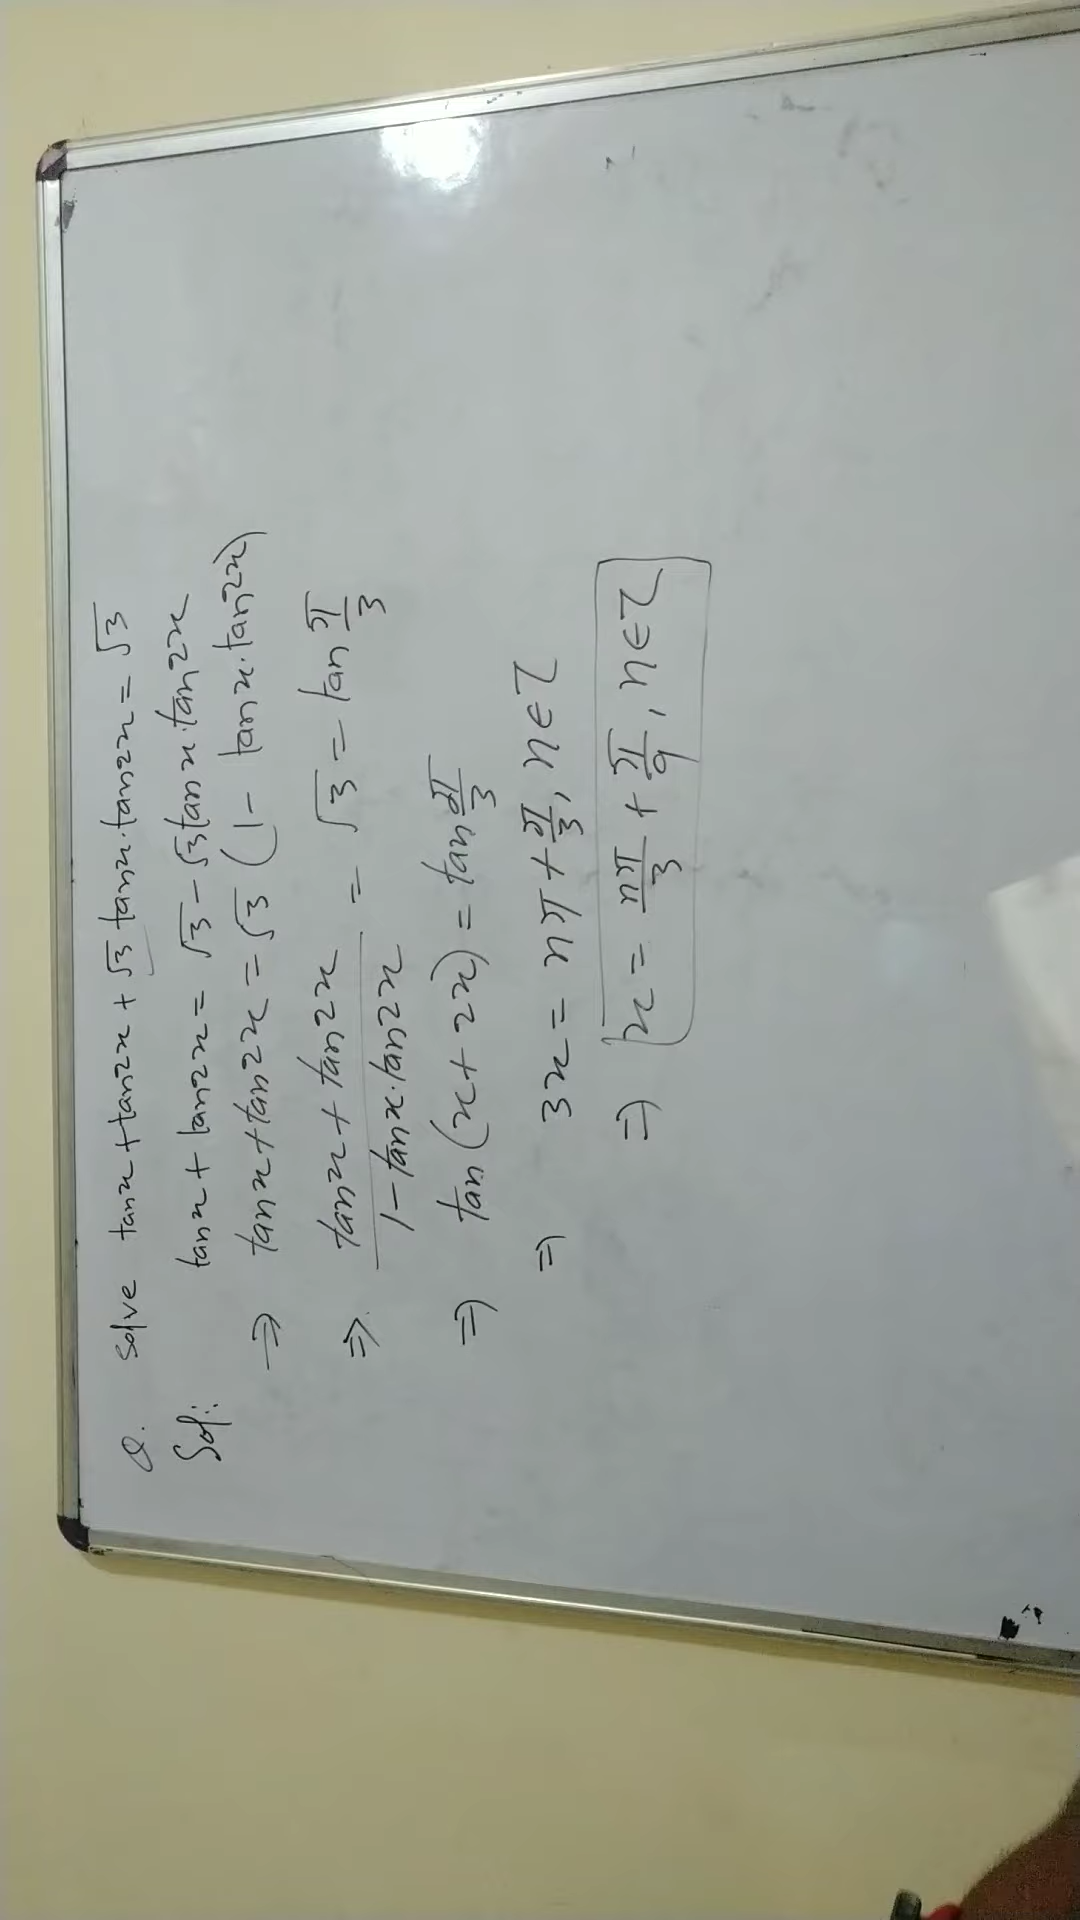 Q. Solve tanx + tan2x + √3 tanx.tan2x = √3
Sol: tanx + tan2x = √3 - √3 tanx.tan2x
⇒ tanx + tan2x = √3 (1 - tanx.tan2x)
⇒ (tanx + tan2x)/(1 - tanx.tan2x) = √3 = tan π/3
⇒ tan (x + 2x) = tan π/3
⇒ 3x = nπ + π/3, n∈Z
⇒ x = nπ/3 + π/9, n∈Z